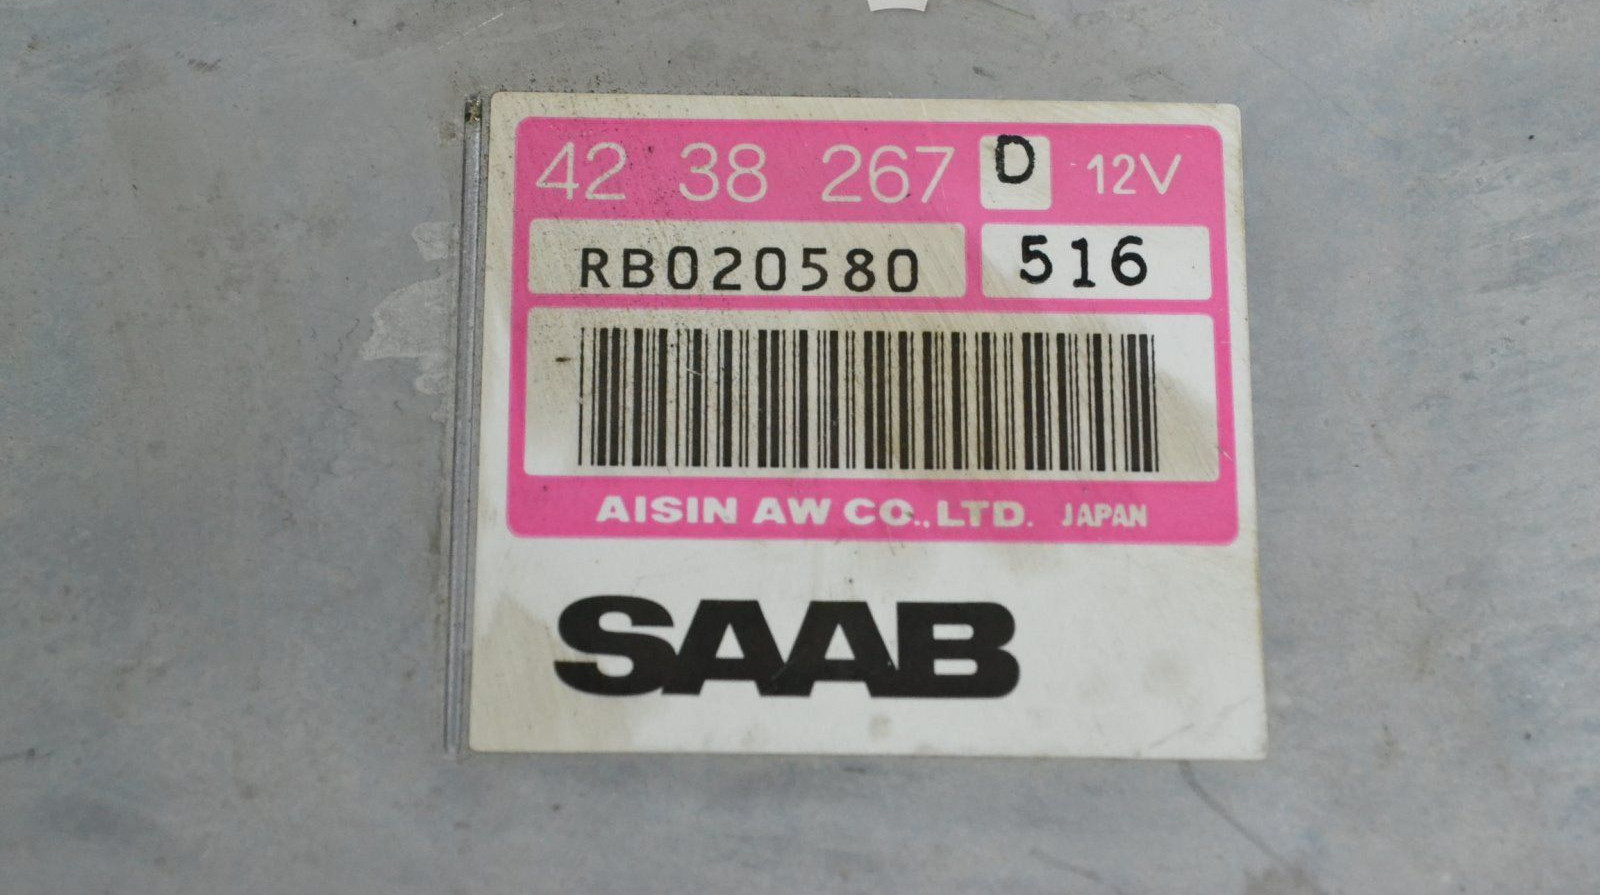 42 38 267 D 12V
RB020580 516
AISIN AW CO., LTD. JAPAN
SAAB